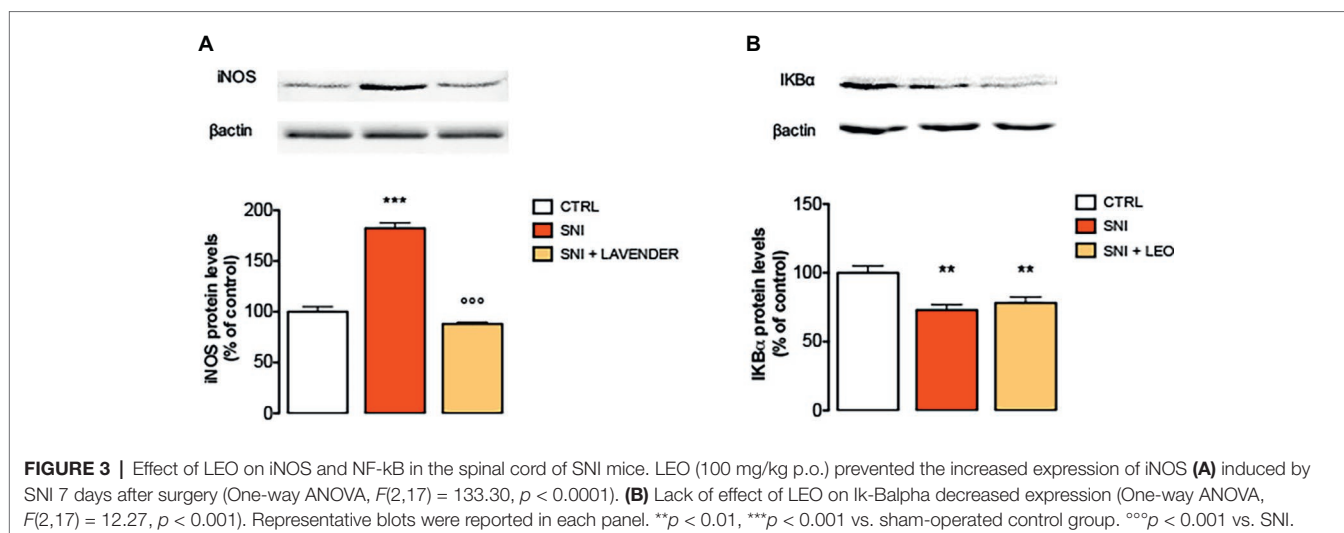 A
iNOS
βactin
***
200
150
100
50
0
iNOS protein levels
(% of control)
°°°
CTRL
SNI
SNI + LAVENDER
B
IKBα
βactin
150
100
50
0
IKBα protein levels
(% of control)
**
**
CTRL
SNI
SNI + LEO
FIGURE 3 | Effect of LEO on iNOS and NF-kB in the spinal cord of SNI mice. LEO (100 mg/kg p.o.) prevented the increased expression of iNOS (A) induced by
SNI 7 days after surgery (One-way ANOVA, F(2,17) = 133.30, p < 0.0001). (B) Lack of effect of LEO on Ik-Balpha decreased expression (One-way ANOVA,
F(2,17) = 12.27, p < 0.001). Representative blots were reported in each panel. **p < 0.01, ***p < 0.001 vs. sham-operated control group. °°°p < 0.001 vs. SNI.